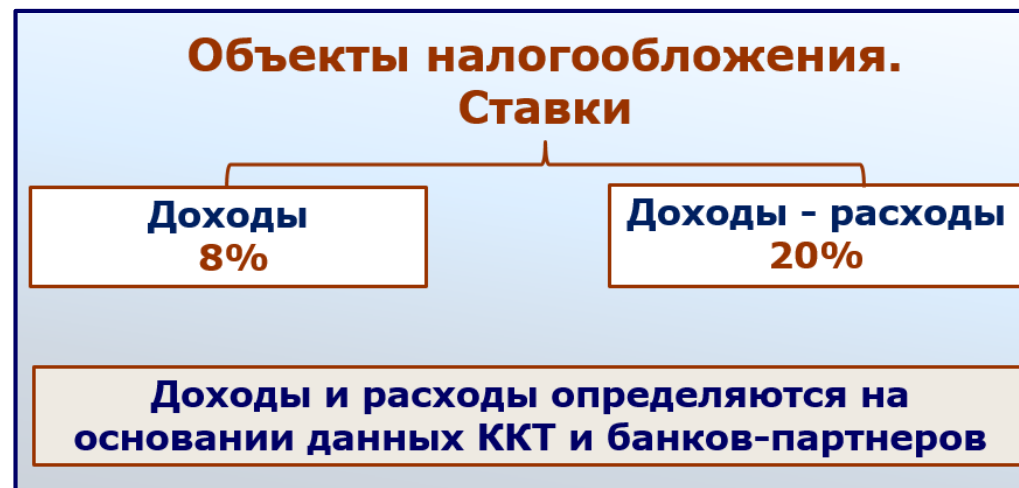 Объекты налогообложения.
Ставки
Доходы
8%
Доходы - расходы
20%
Доходы и расходы определяются на
основании данных ККТ и банков-партнеров